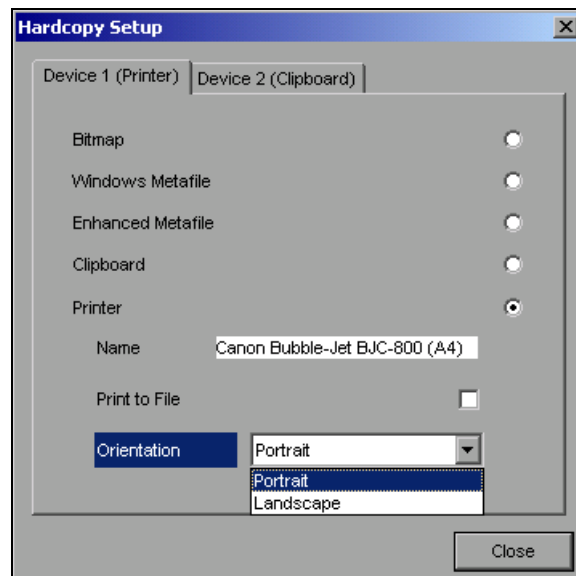 Hardcopy Setup
Device 1 (Printer) Device 2 (Clipboard)
Bitmap
Windows Metafile
Enhanced Metafile
Clipboard
Printer
Name Canon Bubble-Jet BJC-800 (A4)
Print to File
Orientation Portrait
Portrait
Landscape
Close